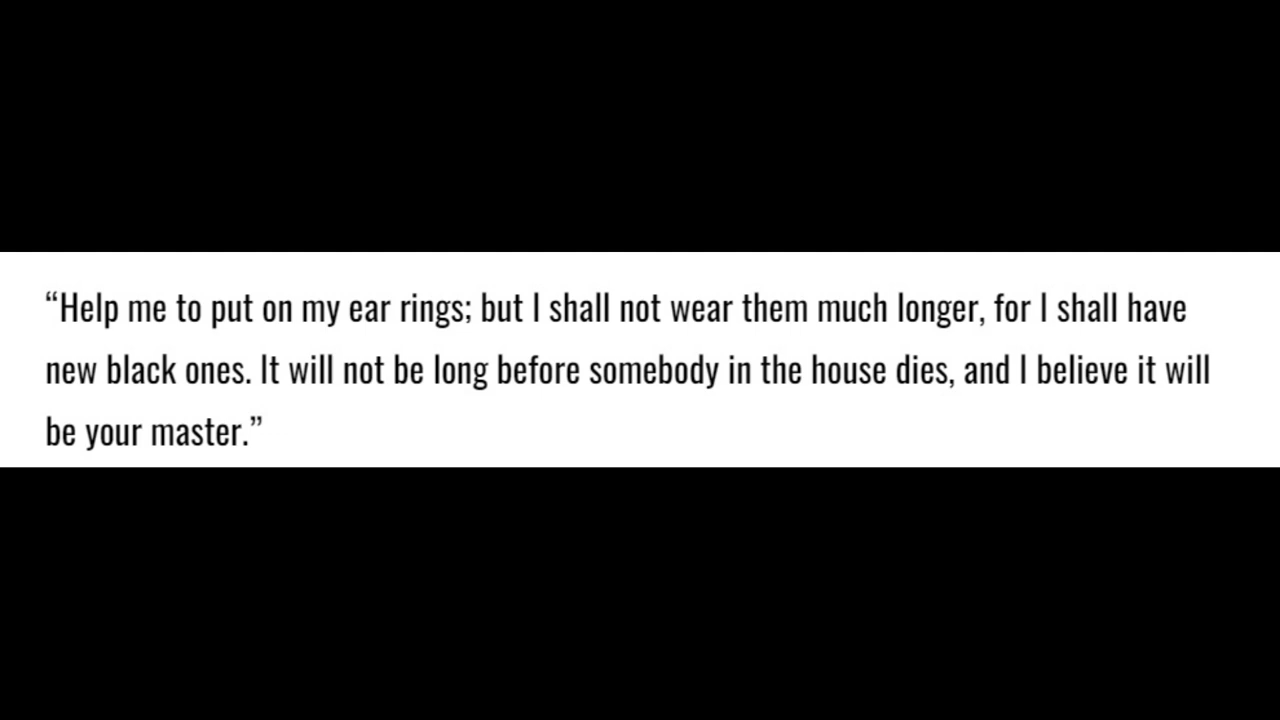 “Help me to put on my ear rings; but I shall not wear them much longer, for I shall have
new black ones. It will not be long before somebody in the house dies, and I believe it will
be your master.”